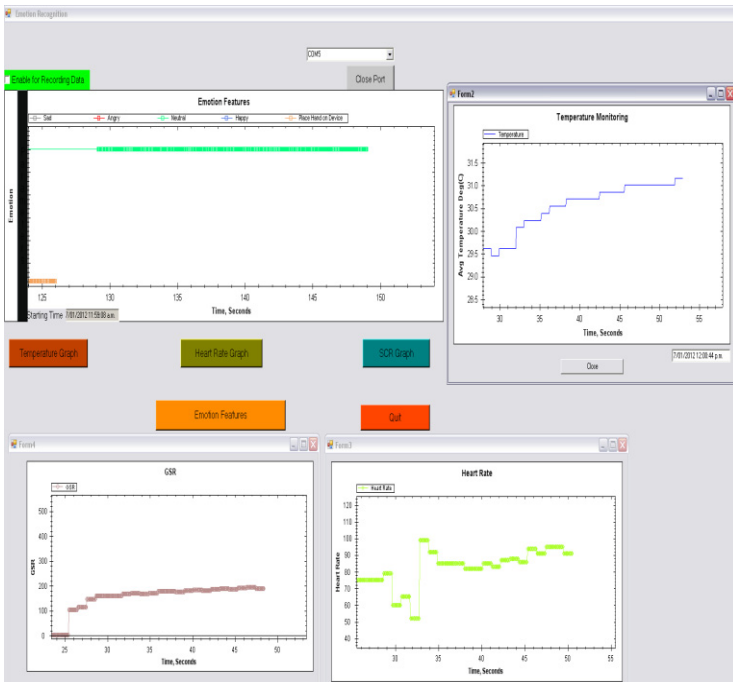 Emotion Recognition
COM5
Enable for Recording Data
Close Port
Emotion Features
Sad Angry Neutral Happy Place Hand on Device
Emotion
125 130 135 140 145 150
Time, Seconds
Starting Time 7/01/2012 11:59:08 a.m.
Form2
Temperature Monitoring
Temperature
Avg Temperature Deg(C)
31.5
31.0
30.5
30.0
29.5
29.0
28.5
30 35 40 45 50 55
Time, Seconds
7/01/2012 12:08:44 p.m.
Close
Temperature Graph
Heart Rate Graph
SCR Graph
Emotion Features
Quit
Form4
GSR
GSR
GSR
500
400
300
200
100
0
25 30 35 40 45 50
Time, Seconds
Form3
Heart Rate
Heart Rate
Heart Rate
120
110
100
90
80
70
60
50
40
30 35 40 45 50 55
Time, Seconds